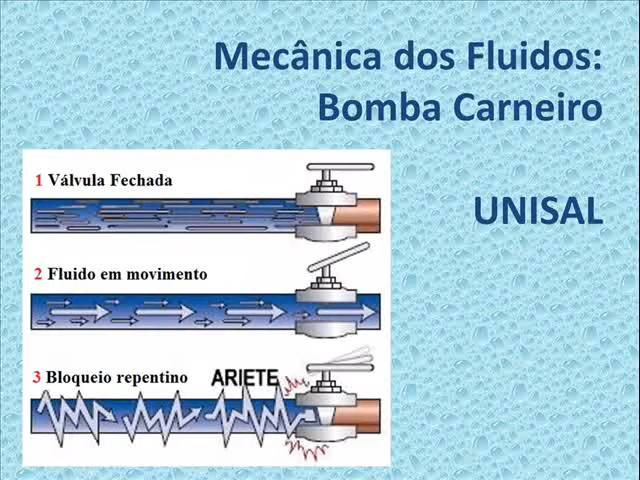 Mecânica dos Fluidos:
Bomba Carneiro
UNISAL
1 Válvula Fechada
2 Fluido em movimento
3 Bloqueio repentino
ARIETE